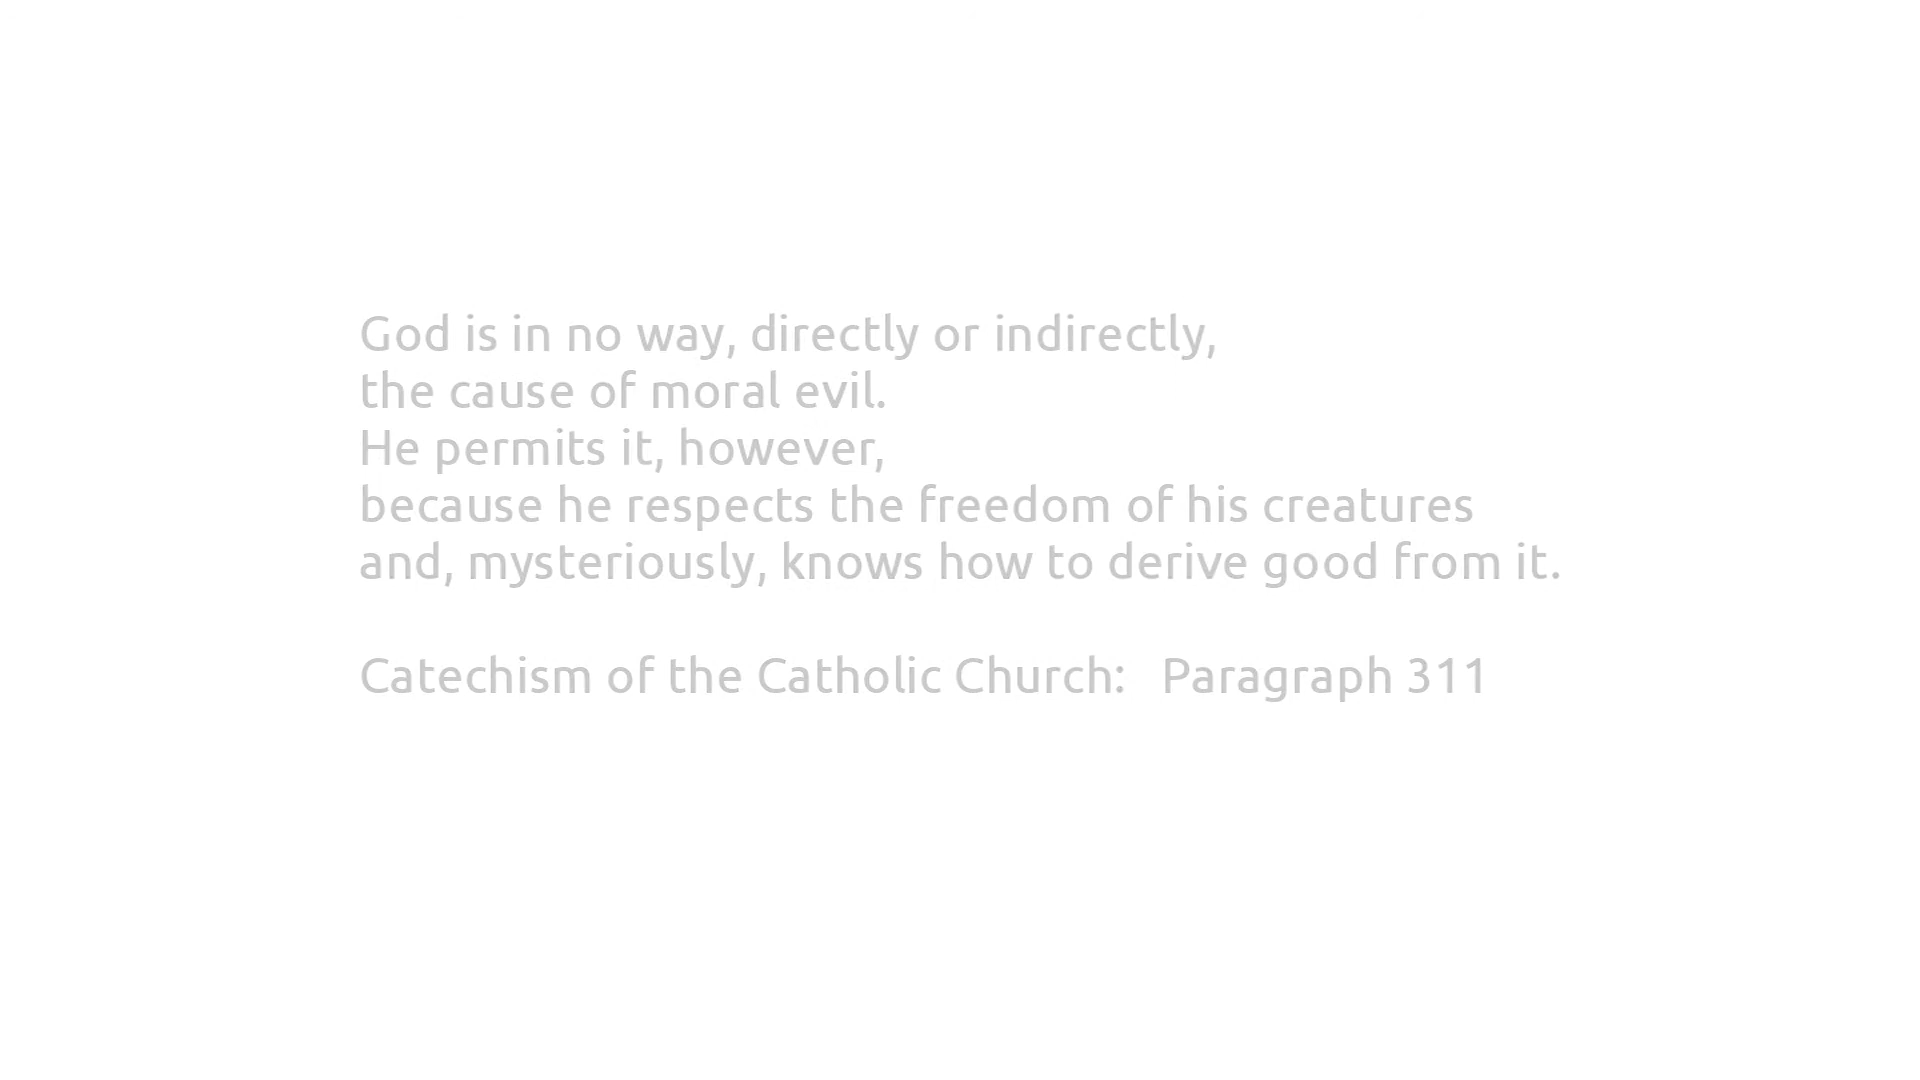 God is in no way, directly or indirectly,
the cause of moral evil.
He permits it, however,
because he respects the freedom of his creatures
and, mysteriously, knows how to derive good from it.
Catechism of the Catholic Church:   Paragraph 311